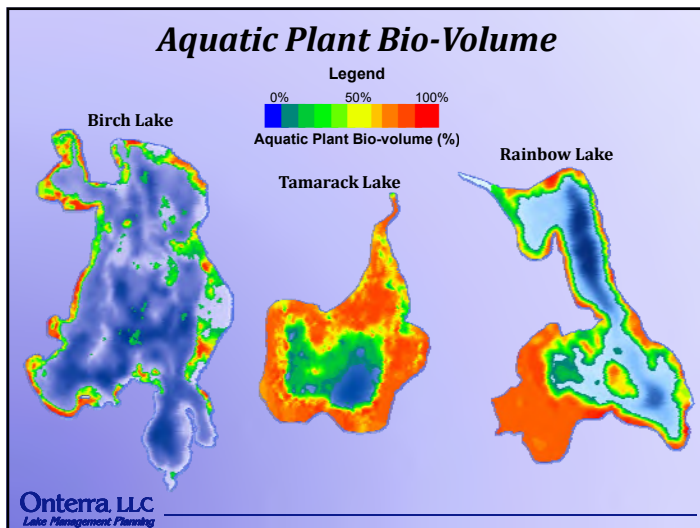 Aquatic Plant Bio-Volume
Legend
0% 50% 100%
Aquatic Plant Bio-volume (%)
Birch Lake
Tamarack Lake
Rainbow Lake
Onterra, LLC
Lake Management Planning